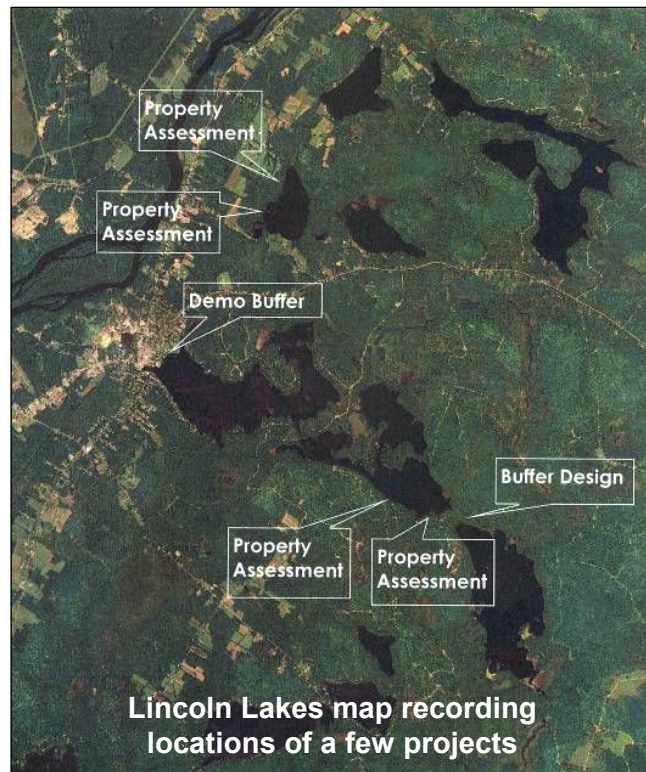 Property
Assessment
Property
Assessment
Demo Buffer
Buffer Design
Property
Assessment
Property
Assessment
Lincoln Lakes map recording
locations of a few projects